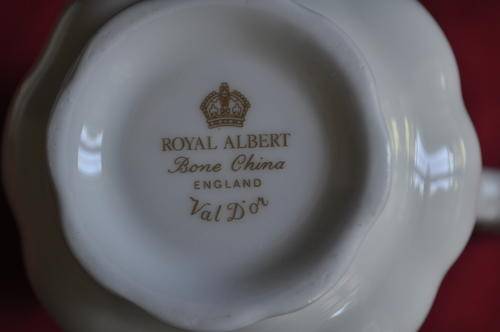 ROYAL ALBERT
Bone China
ENGLAND
Val D'or